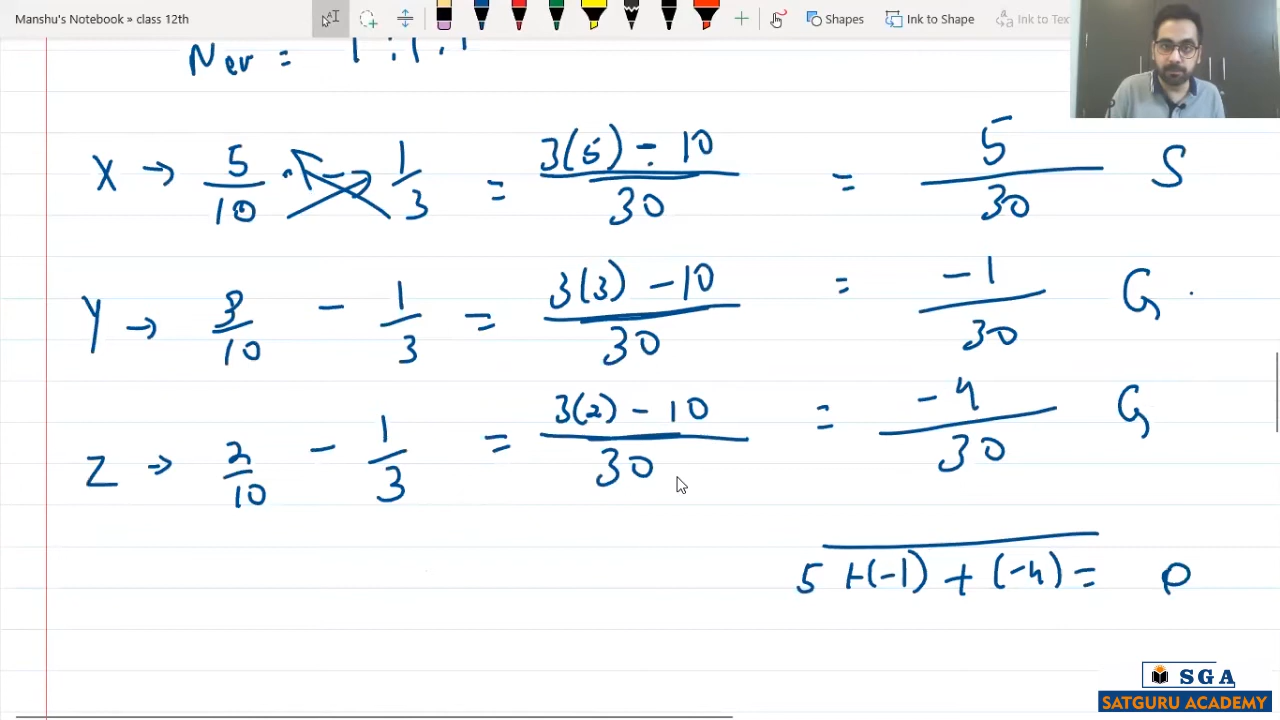 Manshu's Notebook » class 12th
Shapes
Ink to Shape
Ink to Text
New = 1 : 1 : 1
X → 5/10 - 1/3 = 3(5) - 10/30 = 5/30 S
Y → 3/10 - 1/3 = 3(3) - 10/30 = -1/30 G
Z → 2/10 - 1/3 = 3(2) - 10/30 = -4/30 G
5 + (-1) + (-4) = 0
SGA
SATGURU ACADEMY